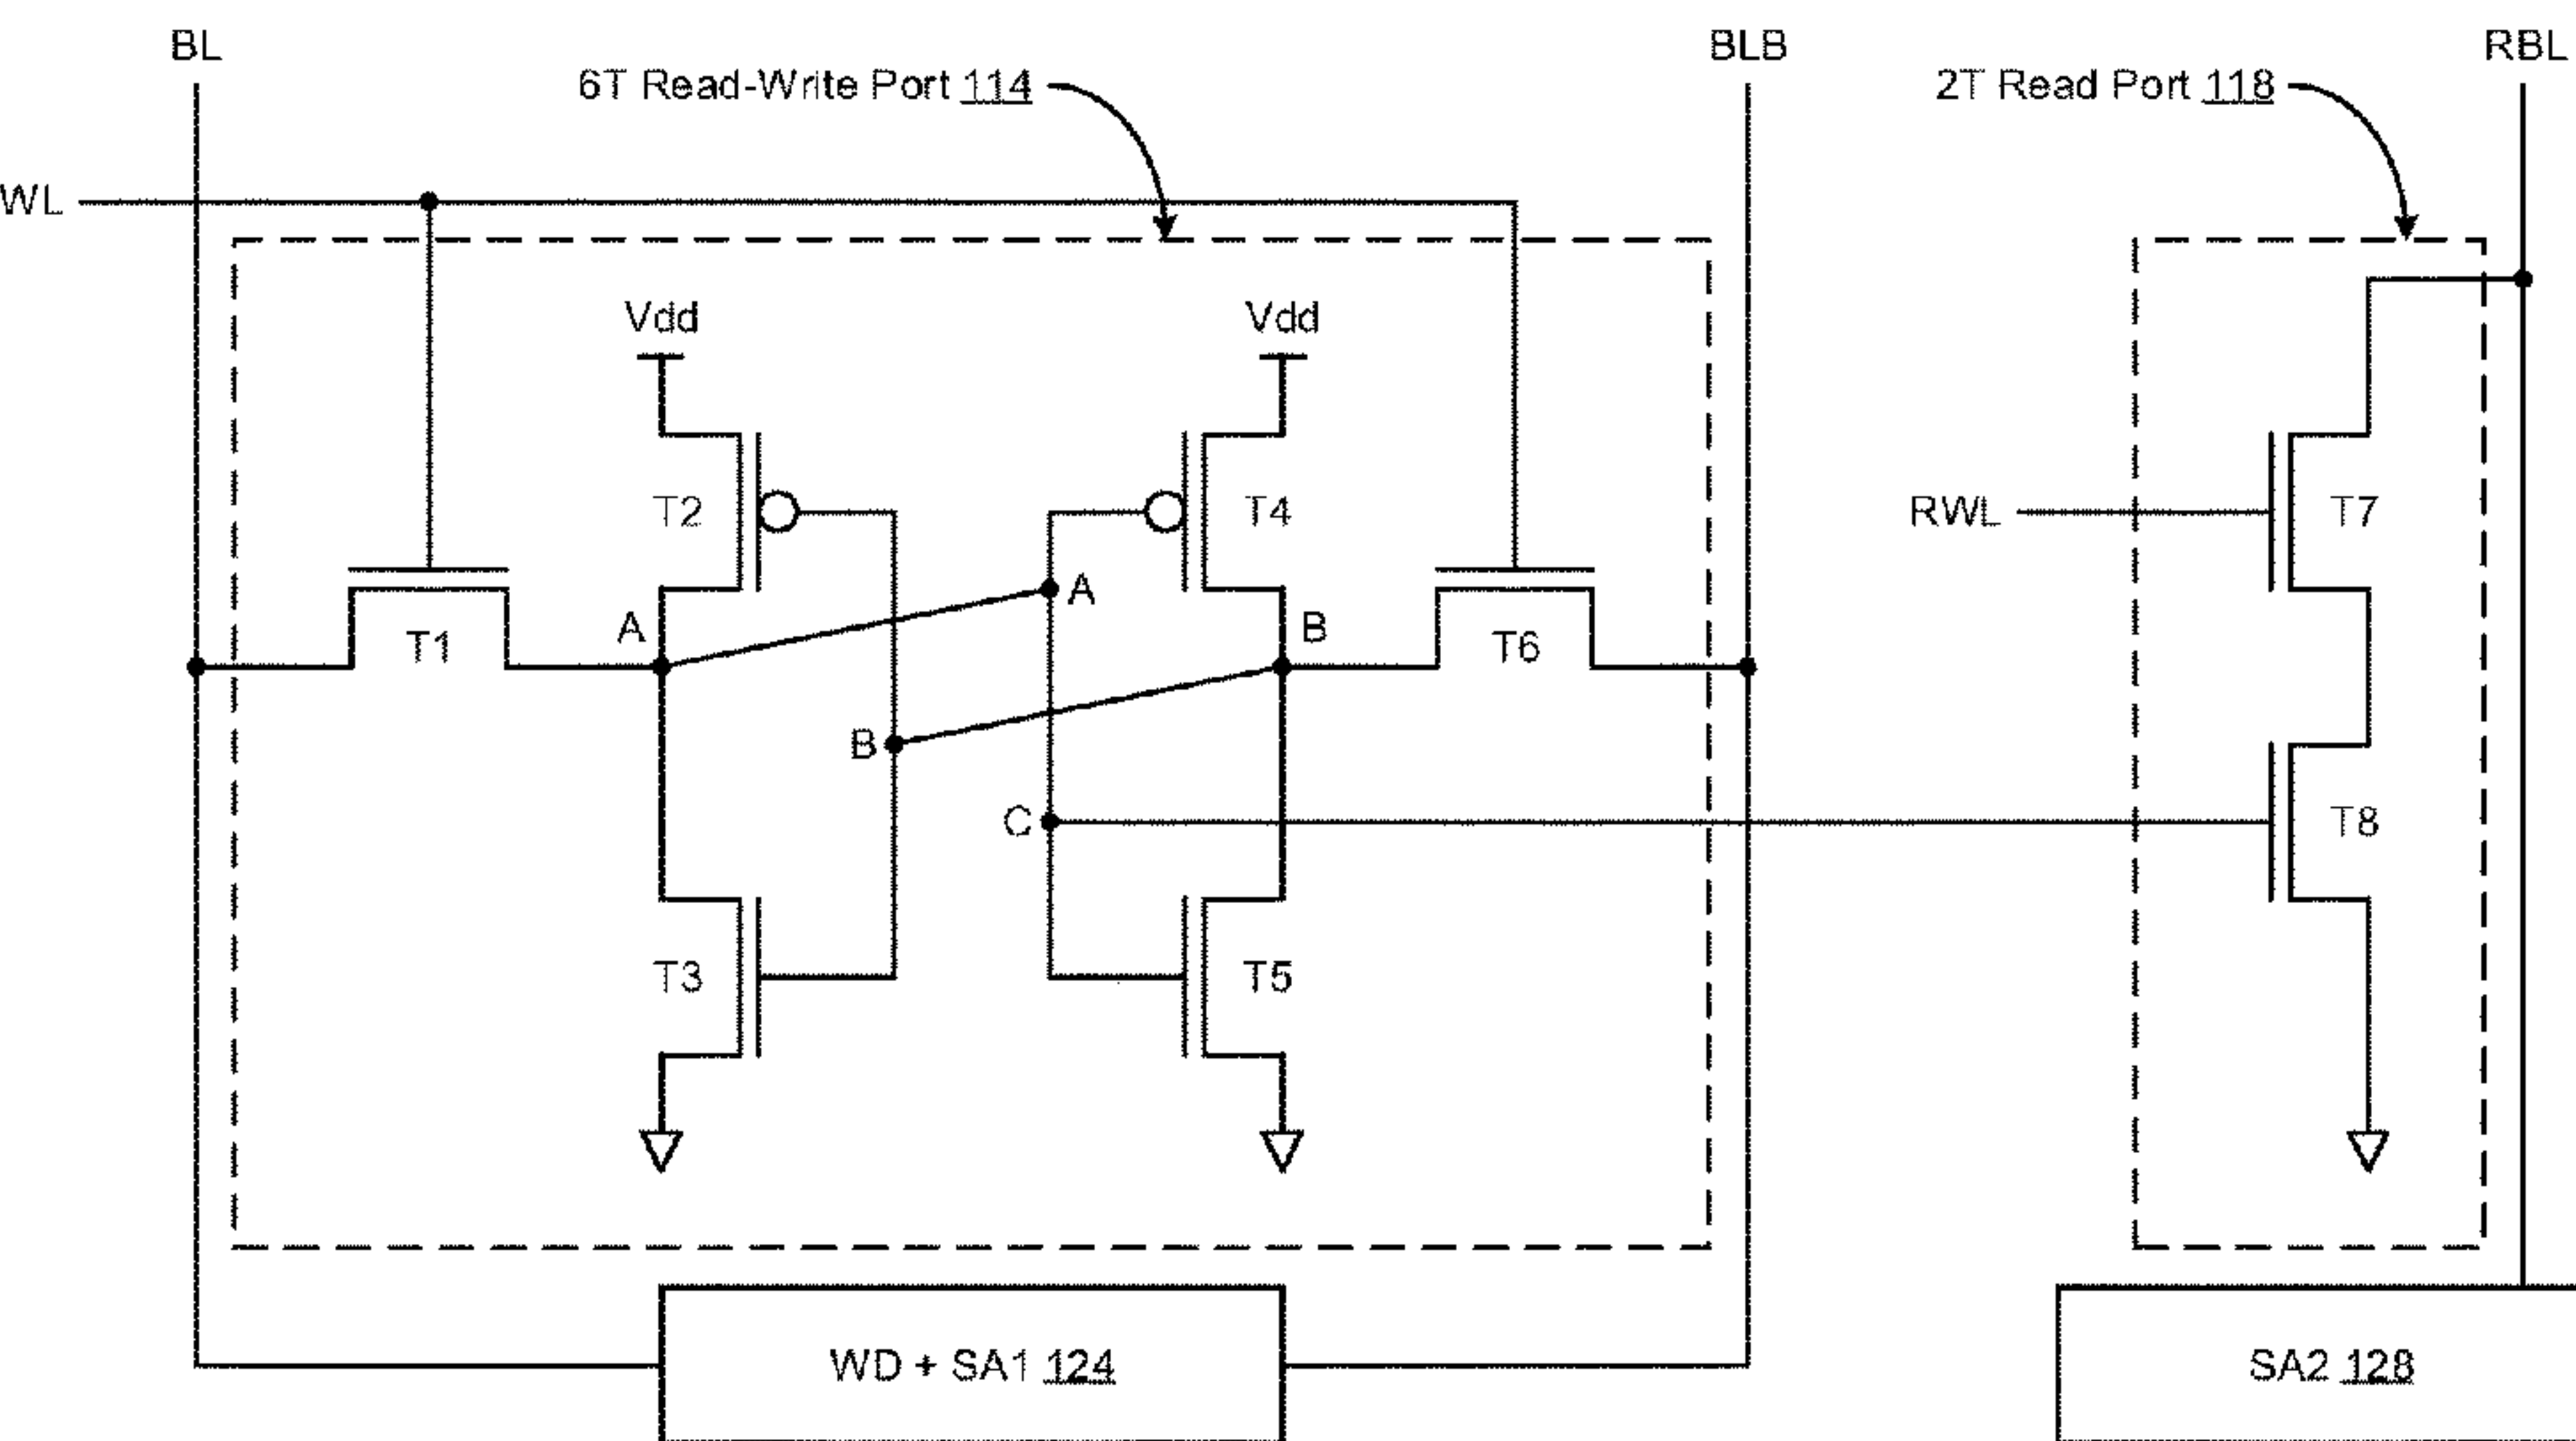 BL
BLB
RBL
6T Read-Write Port 114
2T Read Port 118
WL
Vdd
Vdd
T2
T4
RWL
T7
A
A
B
T1
T6
B
C
T8
T3
T5
WD + SA1 124
SA2 128